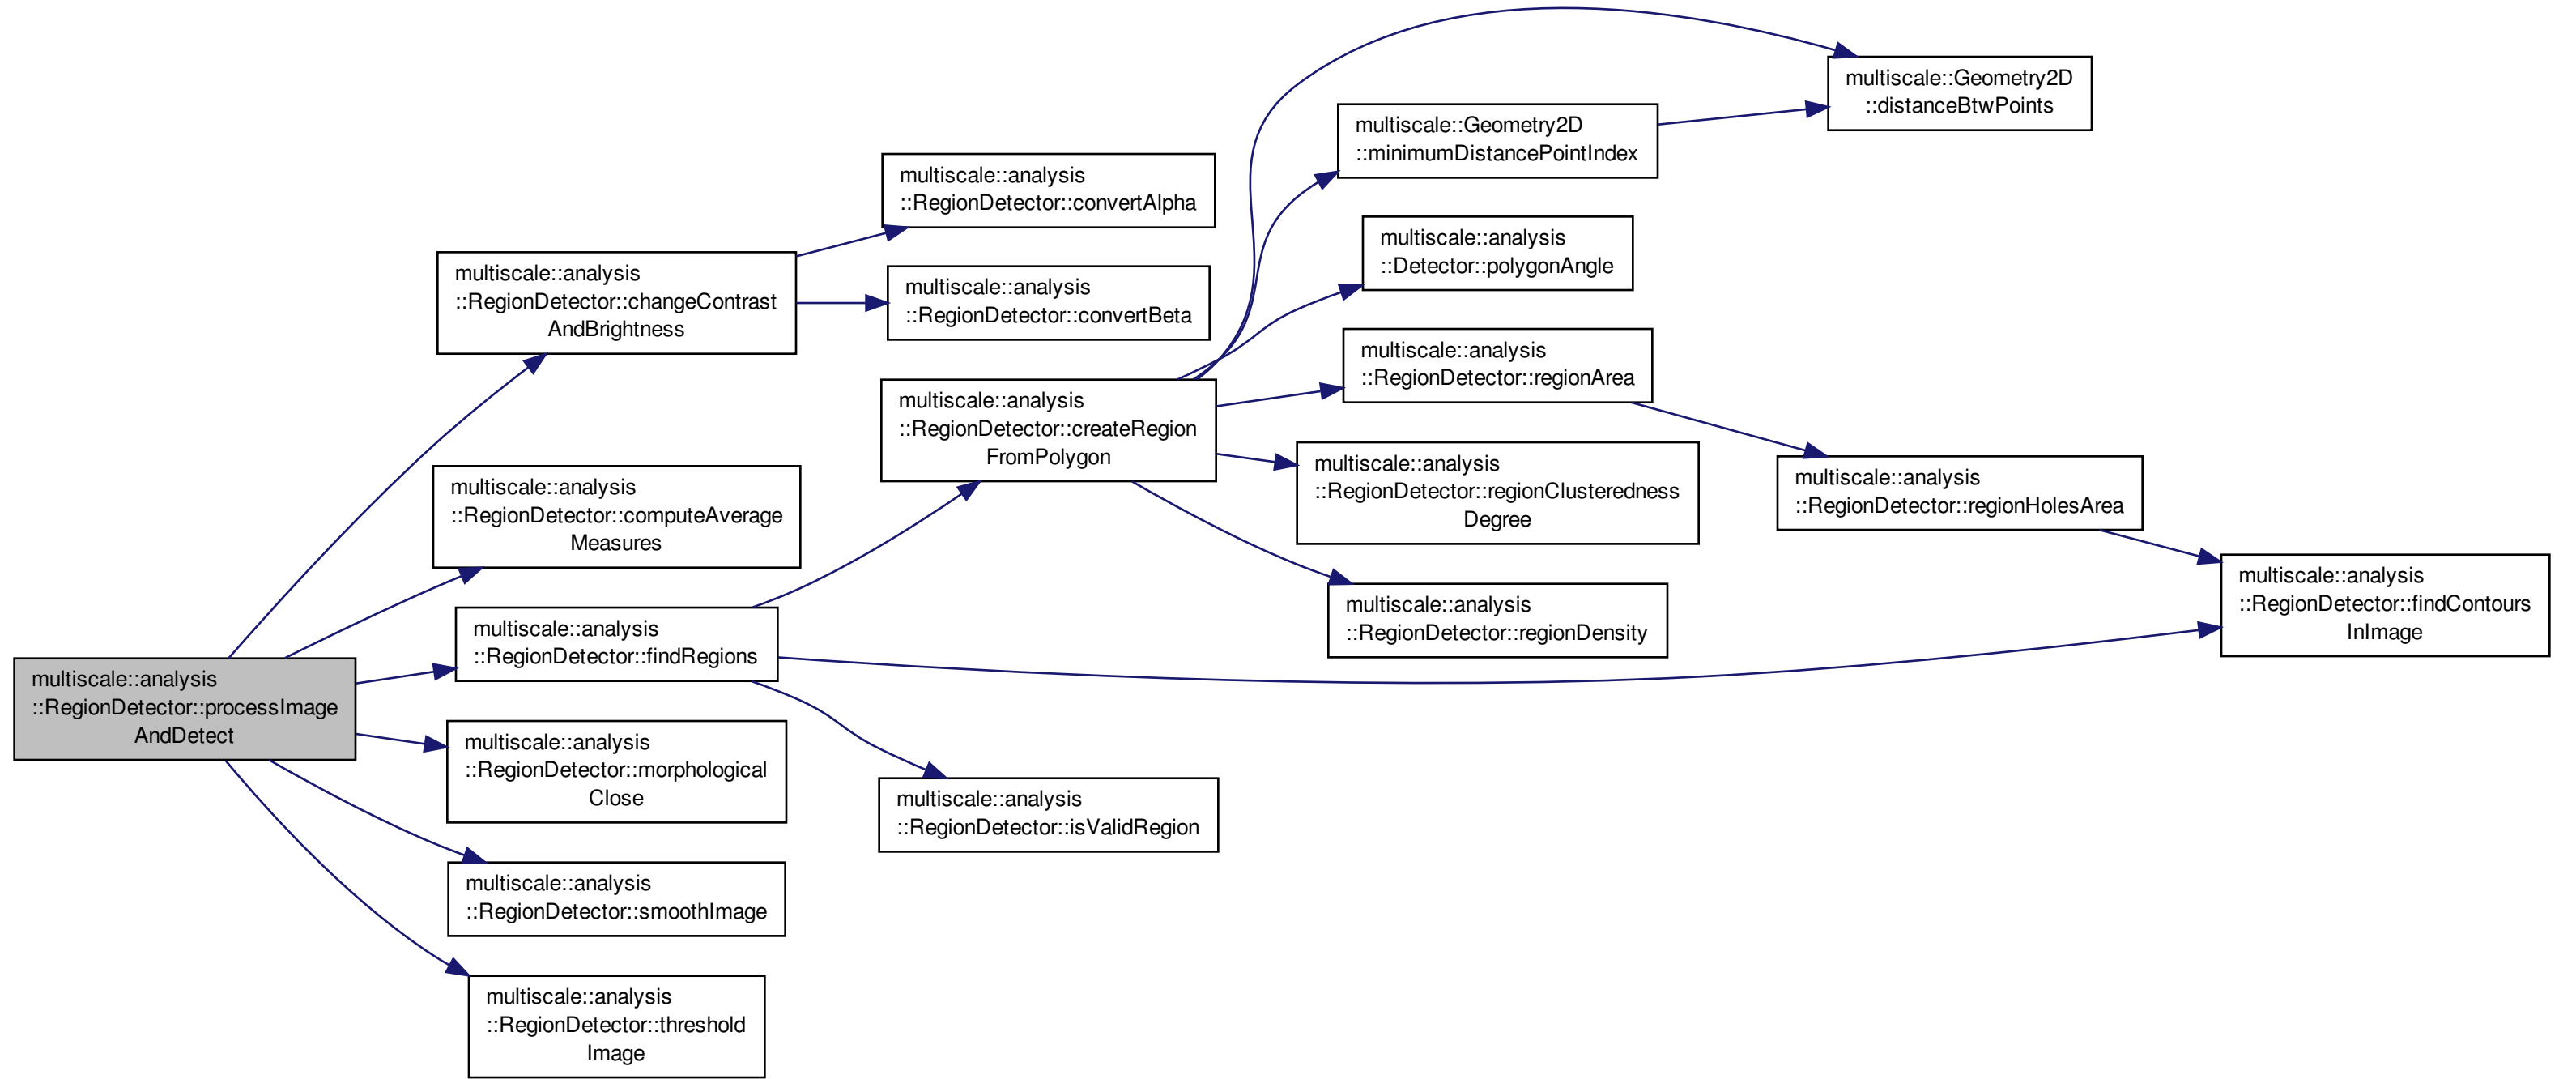 multiscale::analysis
::RegionDetector::processImage
AndDetect
multiscale::analysis
::RegionDetector::changeContrast
AndBrightness
multiscale::analysis
::RegionDetector::computeAverage
Measures
multiscale::analysis
::RegionDetector::findRegions
multiscale::analysis
::RegionDetector::morphological
Close
multiscale::analysis
::RegionDetector::smoothImage
multiscale::analysis
::RegionDetector::threshold
Image
multiscale::analysis
::RegionDetector::convertAlpha
multiscale::analysis
::RegionDetector::convertBeta
multiscale::analysis
::RegionDetector::createRegion
FromPolygon
multiscale::analysis
::RegionDetector::isValidRegion
multiscale::Geometry2D
::minimumDistancePointIndex
multiscale::analysis
::Detector::polygonAngle
multiscale::analysis
::RegionDetector::regionArea
multiscale::analysis
::RegionDetector::regionClusteredness
Degree
multiscale::analysis
::RegionDetector::regionDensity
multiscale::Geometry2D
::distanceBtwPoints
multiscale::analysis
::RegionDetector::regionHolesArea
multiscale::analysis
::RegionDetector::findContours
InImage